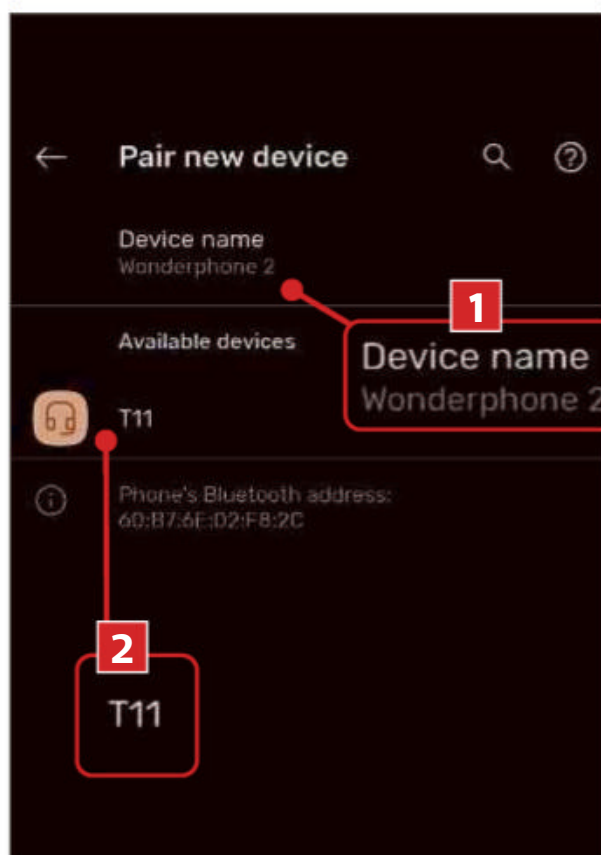 Pair new device
Device name
Wonderphone 2
1
Available devices
Device name
Wonderphone 2
T11
Phone's Bluetooth address:
60:B7:6E:02:F8:2C
2
T11